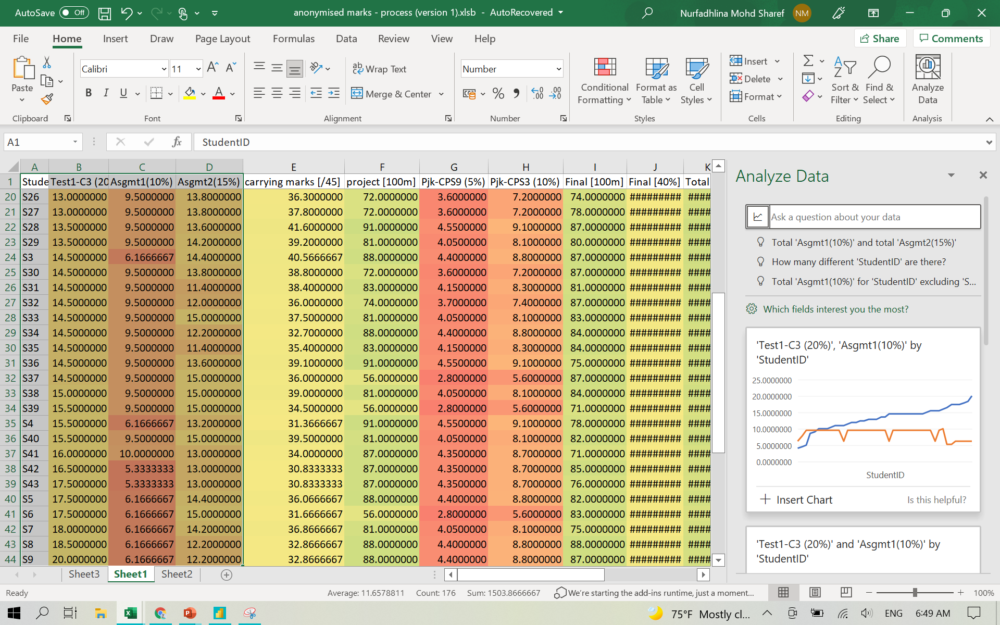 AutoSave Off anonymised marks - process (version 1).xlsb - AutoRecovered Nurfadhlina Mohd Sharef NM
File Home Insert Draw Page Layout Formulas Data Review View Help Share Comments
Paste Calibri 11 Wrap Text Merge & Center Number Conditional Formatting Format as Table Cell Styles Insert Delete Format Sort & Filter Find & Select Analyze Data
Clipboard Font Alignment Number Styles Cells Editing Analysis
A1 fx StudentID
A B C D E F G H I J K
1 Stude Test1-C3 (20 Asgmt1(10%) Asgmt2(15%) carrying marks [/45] project [100m] Pjk-CPS9 (5%) Pjk-CPS3 (10%) Final [100m] Final [40%] Total
20 S26 13.0000000 9.5000000 13.8000000 36.3000000 72.0000000 3.6000000 7.2000000 74.0000000 ######### ####
21 S27 13.0000000 9.5000000 13.8000000 37.8000000 72.0000000 3.6000000 7.2000000 78.0000000 ######### ####
22 S28 13.5000000 9.5000000 13.6000000 41.6000000 91.0000000 4.5500000 9.1000000 87.0000000 ######### ####
23 S29 13.5000000 9.5000000 14.2000000 39.2000000 81.0000000 4.0500000 8.1000000 80.0000000 ######### ####
24 S3 14.5000000 6.1666667 14.4000000 40.5666667 88.0000000 4.4000000 8.8000000 87.0000000 ######### ####
25 S30 14.5000000 9.5000000 13.8000000 38.8000000 72.0000000 3.6000000 7.2000000 87.0000000 ######### ####
26 S31 14.5000000 9.5000000 11.4000000 38.4000000 83.0000000 4.1500000 8.3000000 81.0000000 ######### ####
27 S32 14.5000000 9.5000000 12.0000000 36.0000000 74.0000000 3.7000000 7.4000000 87.0000000 ######### ####
28 S33 14.5000000 9.5000000 15.0000000 37.5000000 81.0000000 4.0500000 8.1000000 83.0000000 ######### ####
29 S34 14.5000000 9.5000000 12.2000000 32.7000000 88.0000000 4.4000000 8.8000000 84.0000000 ######### ####
30 S35 14.5000000 9.5000000 11.4000000 35.4000000 83.0000000 4.1500000 8.3000000 84.0000000 ######### ####
31 S36 14.5000000 9.5000000 13.6000000 39.1000000 91.0000000 4.5500000 9.1000000 75.0000000 ######### ####
32 S37 14.5000000 9.5000000 15.0000000 36.0000000 56.0000000 2.8000000 5.6000000 87.0000000 ######### ####
33 S38 15.0000000 9.5000000 15.0000000 39.0000000 81.0000000 4.0500000 8.1000000 84.0000000 ######### ####
34 S39 15.5000000 9.5000000 15.0000000 34.5000000 56.0000000 2.8000000 5.6000000 71.0000000 ######### ####
35 S4 15.5000000 6.1666667 13.2000000 31.3666667 91.0000000 4.5500000 9.1000000 78.0000000 ######### ####
36 S40 15.5000000 9.5000000 15.0000000 39.5000000 81.0000000 4.0500000 8.1000000 82.0000000 ######### ####
37 S41 16.0000000 10.0000000 13.0000000 34.0000000 87.0000000 4.3500000 8.7000000 71.0000000 ######### ####
38 S42 16.5000000 5.3333333 13.0000000 30.8333333 87.0000000 4.3500000 8.7000000 85.0000000 ######### ####
39 S43 17.5000000 5.3333333 13.0000000 30.8333333 87.0000000 4.3500000 8.7000000 76.0000000 ######### ####
40 S5 17.5000000 6.1666667 14.4000000 36.0666667 88.0000000 4.4000000 8.8000000 82.0000000 ######### ####
41 S6 17.5000000 6.1666667 15.0000000 31.6666667 56.0000000 2.8000000 5.6000000 83.0000000 ######### ####
42 S7 18.0000000 6.1666667 14.2000000 36.8666667 81.0000000 4.0500000 8.1000000 75.0000000 ######### ####
43 S8 18.5000000 6.1666667 12.2000000 32.8666667 88.0000000 4.4000000 8.8000000 88.0000000 ######### ####
44 S9 20.0000000 6.1666667 12.2000000 32.8666667 88.0000000 4.4000000 8.8000000 87.0000000 ######### ####
Analyze Data
Ask a question about your data
Total 'Asgmt1(10%)' and total 'Asgmt2(15%)'
How many different 'StudentID' are there?
Total 'Asgmt1(10%)' for 'StudentID' excluding 'S...
Which fields interest you the most?
'Test1-C3 (20%)', 'Asgmt1(10%)' by
'StudentID'
25.0000000
20.0000000
15.0000000
10.0000000
5.0000000
0.0000000
StudentID
Insert Chart Is this helpful?
'Test1-C3 (20%)' and 'Asgmt1(10%)' by
'StudentID'
Sheet3 Sheet1 Sheet2
Ready Average: 11.6578811 Count: 176 Sum: 1503.8666667 We're starting the add-ins runtime, just a moment... 100%
75°F Mostly cl... ENG 6:49 AM